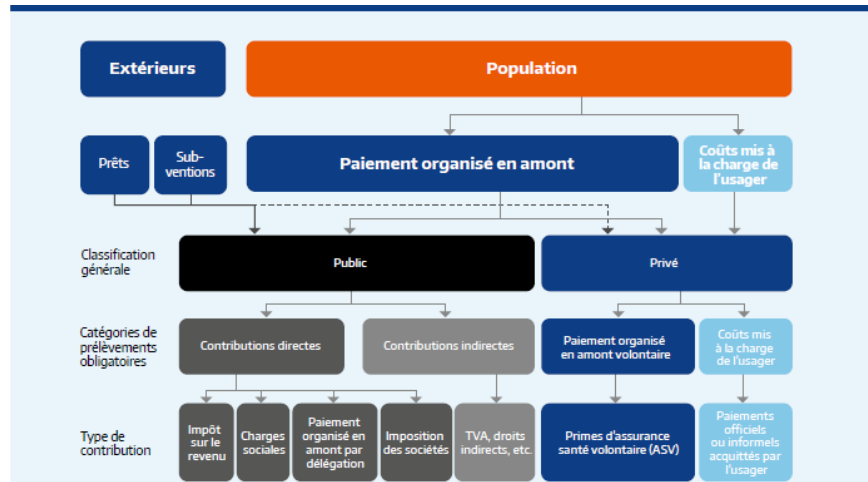 Extérieurs
Population
Prêts
Sub-
ventions
Paiement organisé en amont
Coûts mis à
la charge de
l'usager
Classification
générale
Public
Privé
Catégories de
prélèvements
obligatoires
Contributions directes
Contributions indirectes
Paiement organisé
en amont volontaire
Coûts mis
à la charge
de l'usager
Type de
contribution
Impôt
sur le
revenu
Charges
sociales
Paiement
organisé en
amont par
délégation
Imposition
des sociétés
TVA, droits
indirects, etc.
Primes d'assurance
santé volontaire (ASV)
Paiements
officiels
ou informels
acquittés par
l'usager